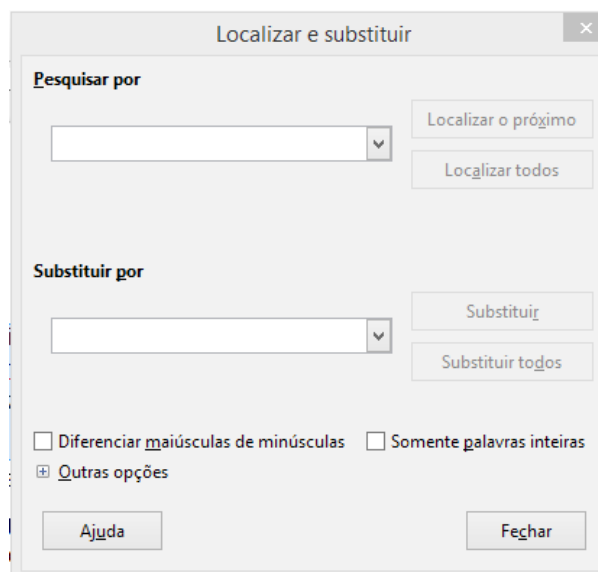 Localizar e substituir
Pesquisar por
Localizar o próximo
Localizar todos
Substituir por
Substituir
Substituir todos
Diferenciar maiúsculas de minúsculas Somente palavras inteiras
Outras opções
Ajuda Fechar